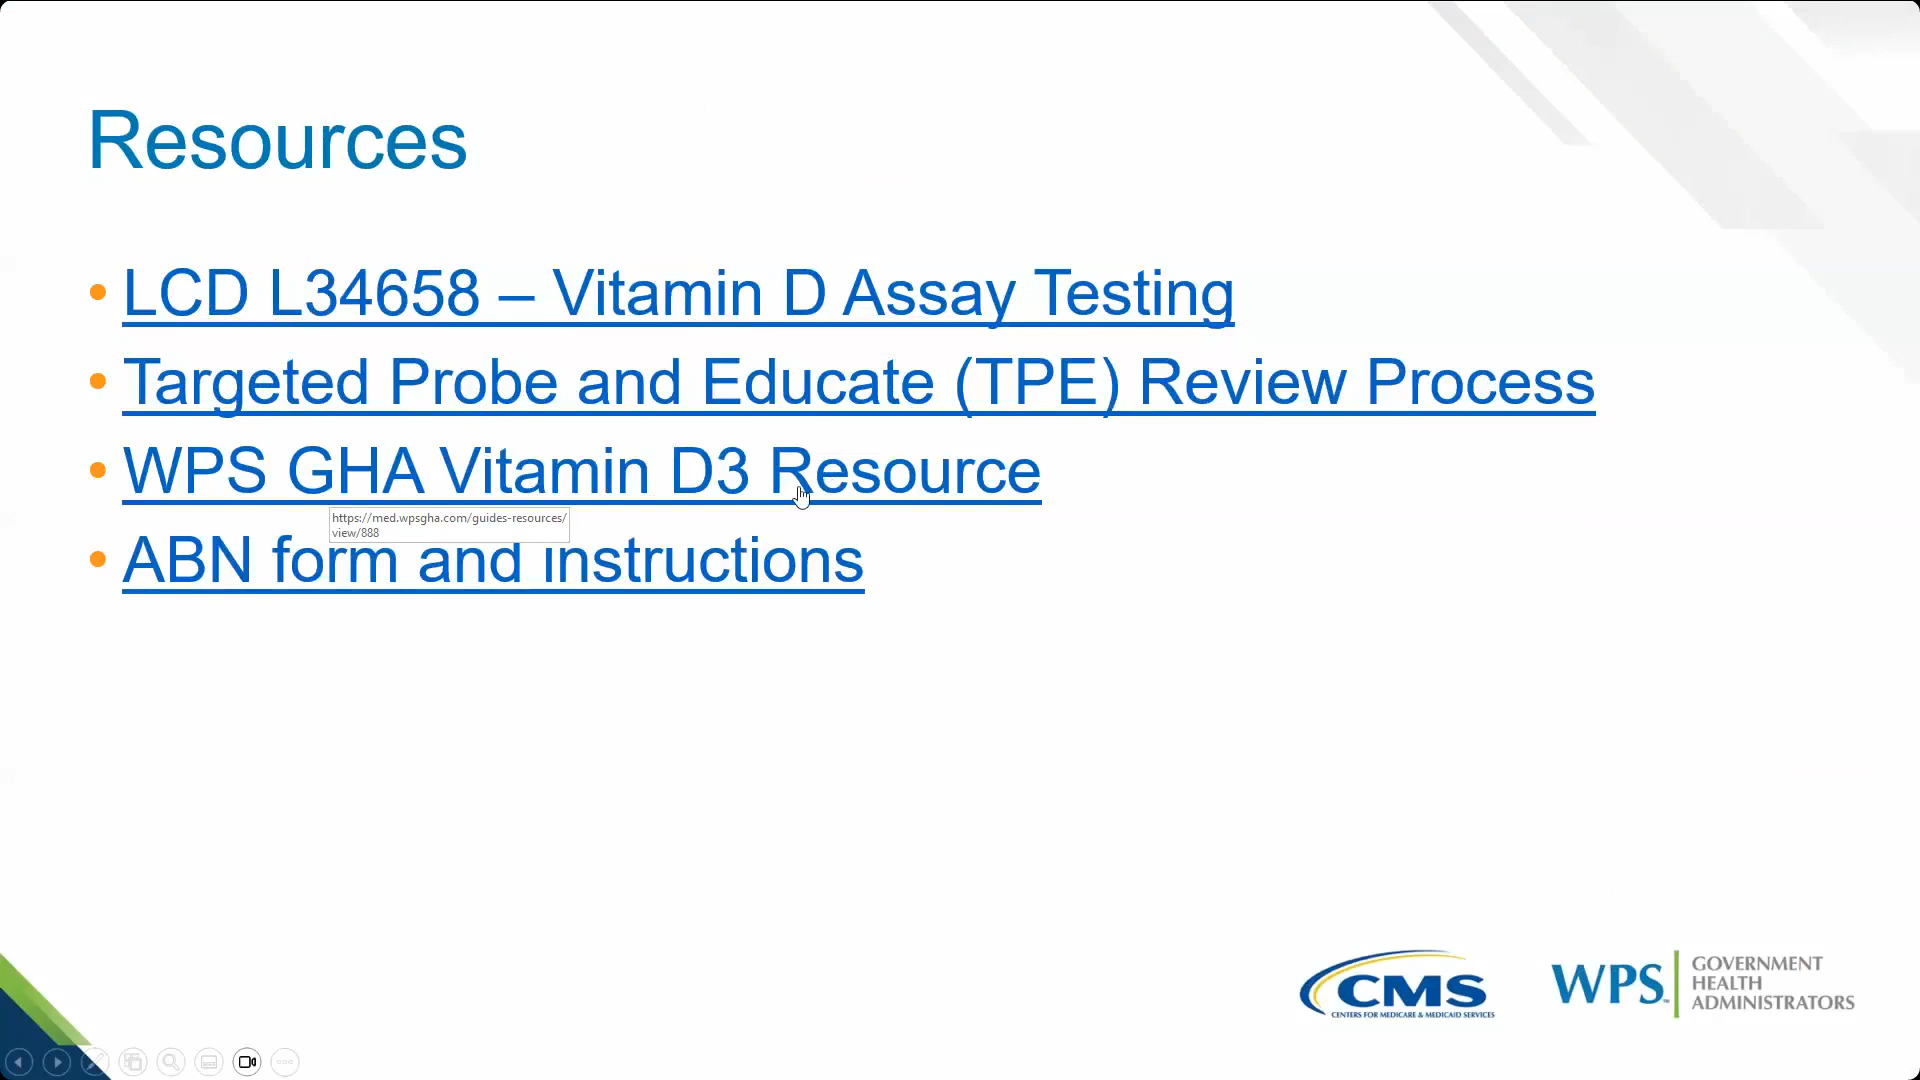 Resources
• LCD L34658 – Vitamin D Assay Testing
• Targeted Probe and Educate (TPE) Review Process
• WPS GHA Vitamin D3 Resource
https://med.wpsgha.com/guides-resources/
view/888
• ABN form and instructions
CMS
CENTERS FOR MEDICARE & MEDICAID SERVICES
WPS™
GOVERNMENT
HEALTH
ADMINISTRATORS